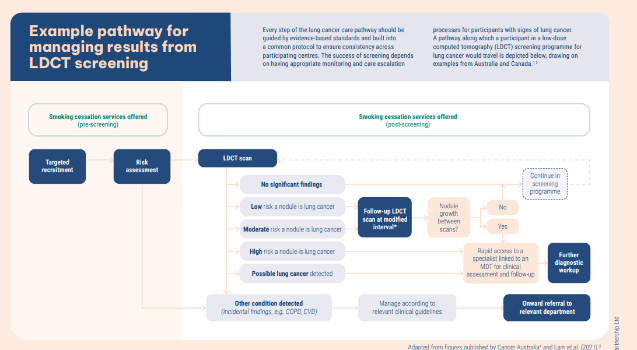 Example pathway for
managing results from
LDCT screening
Every step of the lung cancer care pathway should be
guided by evidence-based standards and built into
a common protocol to ensure consistency across
participating centres. The success of screening depends
on having appropriate monitoring and care escalation
processes for participants with signs of lung cancer.
A pathway along which a participant in a low-dose
computed tomography (LDCT) screening programme for
lung cancer would travel is depicted below, drawing on
examples from Australia and Canada.
Smoking cessation services offered
(pre-screening)
Smoking cessation services offered
(post-screening)
Targeted
recruitment
Risk
assessment
LDCT scan
No significant findings
Low risk a nodule is lung cancer
Moderate risk a nodule is lung cancer
High risk a nodule is lung cancer
Possible lung cancer detected
Follow-up LDCT
scan at modified
interval*
Nodule
growth
between
scans?
No
Yes
Continue in
screening
programme
Rapid access to a
specialist linked to an
MDT for clinical
assessment and follow-up
Further
diagnostic
workup
Other condition detected
(incidental findings, e.g. COPD, CVD)
Manage according to
relevant clinical guidelines
Onward referral to
relevant department
Adapted from figures published by Cancer Australia and Lam et al. (2021).
artnership Ltd